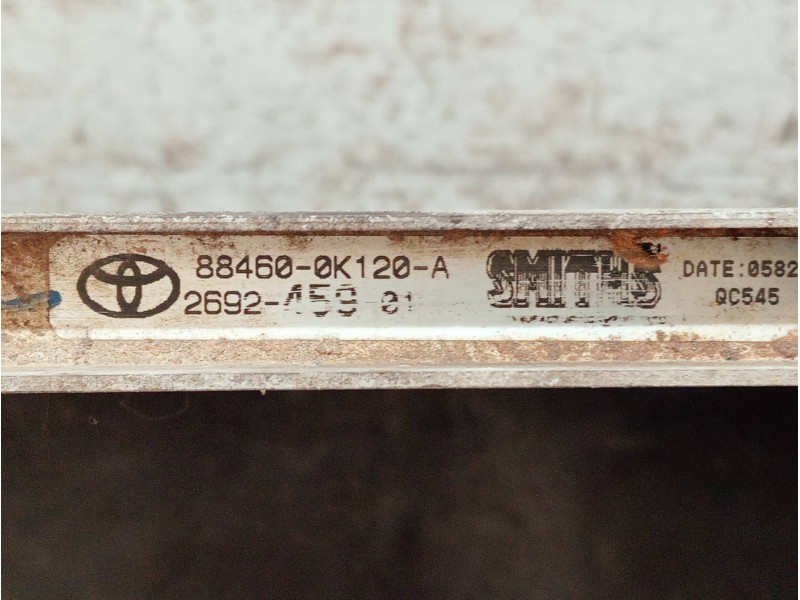 88460-0K120-A
2692-459-01
SMITHS
DATE:0582
QC545